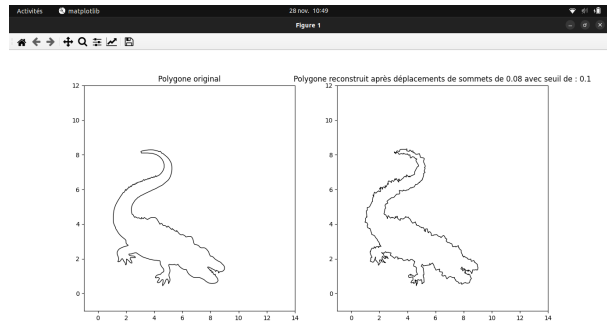 Activités matplotlib 28 nov. 10:49
Figure 1
Polygone original
Polygone reconstruit après déplacements de sommets de 0.08 avec seuil de : 0.1
12 12
10 10
8 8
6 6
4 4
2 2
0 0
0 2 4 6 8 10 12 14 0 2 4 6 8 10 12 14